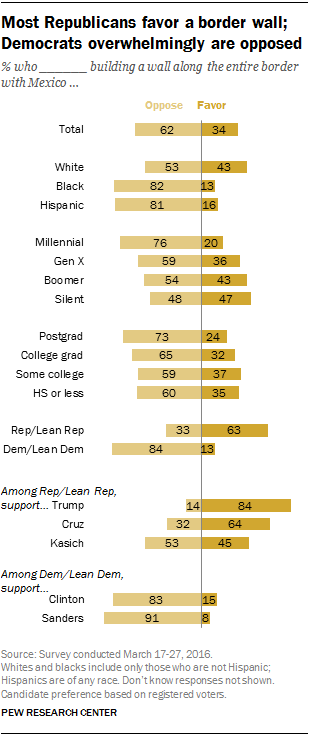 Most Republicans favor a border wall;
Democrats overwhelmingly are opposed
% who _______ building a wall along the entire border
with Mexico ...
Oppose Favor
Total 62 34
White 53 43
Black 82 13
Hispanic 81 16
Millennial 76 20
Gen X 59 36
Boomer 54 43
Silent 48 47
Postgrad 73 24
College grad 65 32
Some college 59 37
HS or less 60 35
Rep/Lean Rep 33 63
Dem/Lean Dem 84 13
Among Rep/Lean Rep,
support... Trump 14 84
Cruz 32 64
Kasich 53 45
Among Dem/Lean Dem,
support...
Clinton 83 15
Sanders 91 8
Source: Survey conducted March 17-27, 2016.
Whites and blacks include only those who are not Hispanic;
Hispanics are of any race. Don't know responses not shown.
Candidate preference based on registered voters.
PEW RESEARCH CENTER